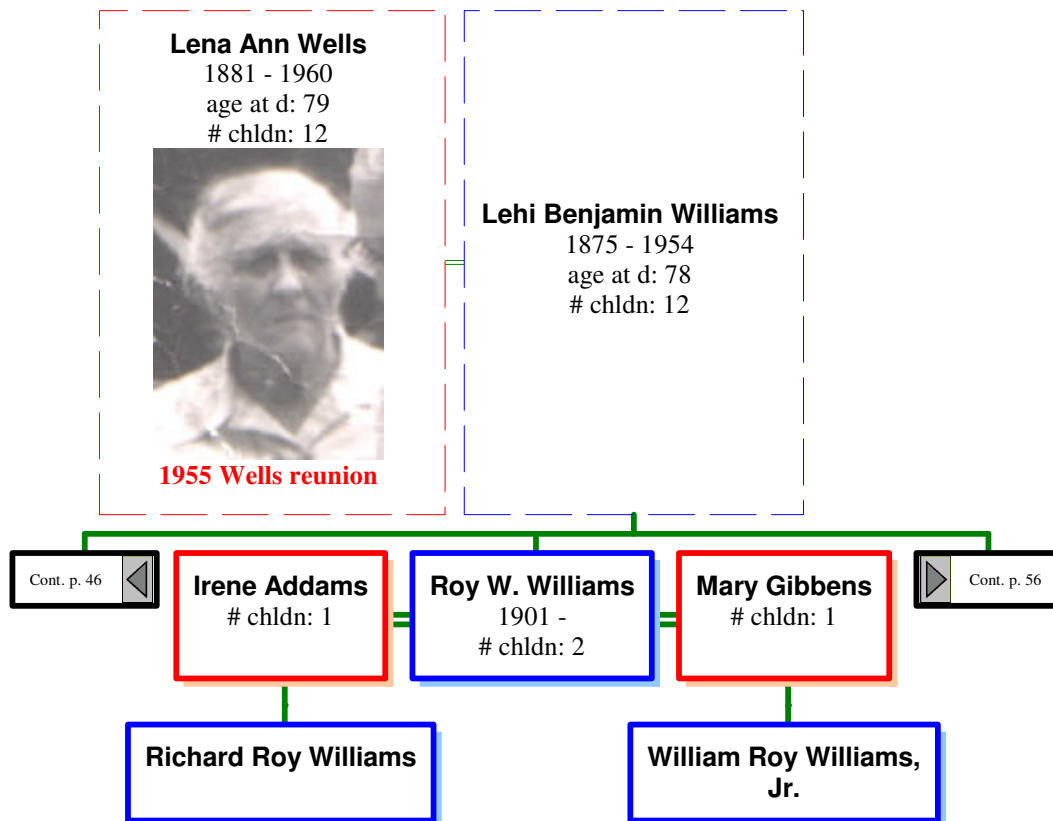 Lena Ann Wells
1881 - 1960
age at d: 79
# chldn: 12
1955 Wells reunion
Lehi Benjamin Williams
1875 - 1954
age at d: 78
# chldn: 12
Cont. p. 46
Irene Addams
# chldn: 1
Roy W. Williams
1901 -
# chldn: 2
Mary Gibbens
# chldn: 1
Cont. p. 56
Richard Roy Williams
William Roy Williams,
Jr.